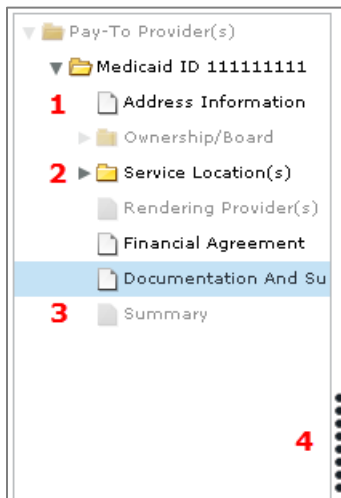 Pay-To Provider(s)
Medicaid ID 111111111
1 Address Information
Ownership/Board
2 Service Location(s)
Rendering Provider(s)
Financial Agreement
Documentation And Su
3 Summary
4